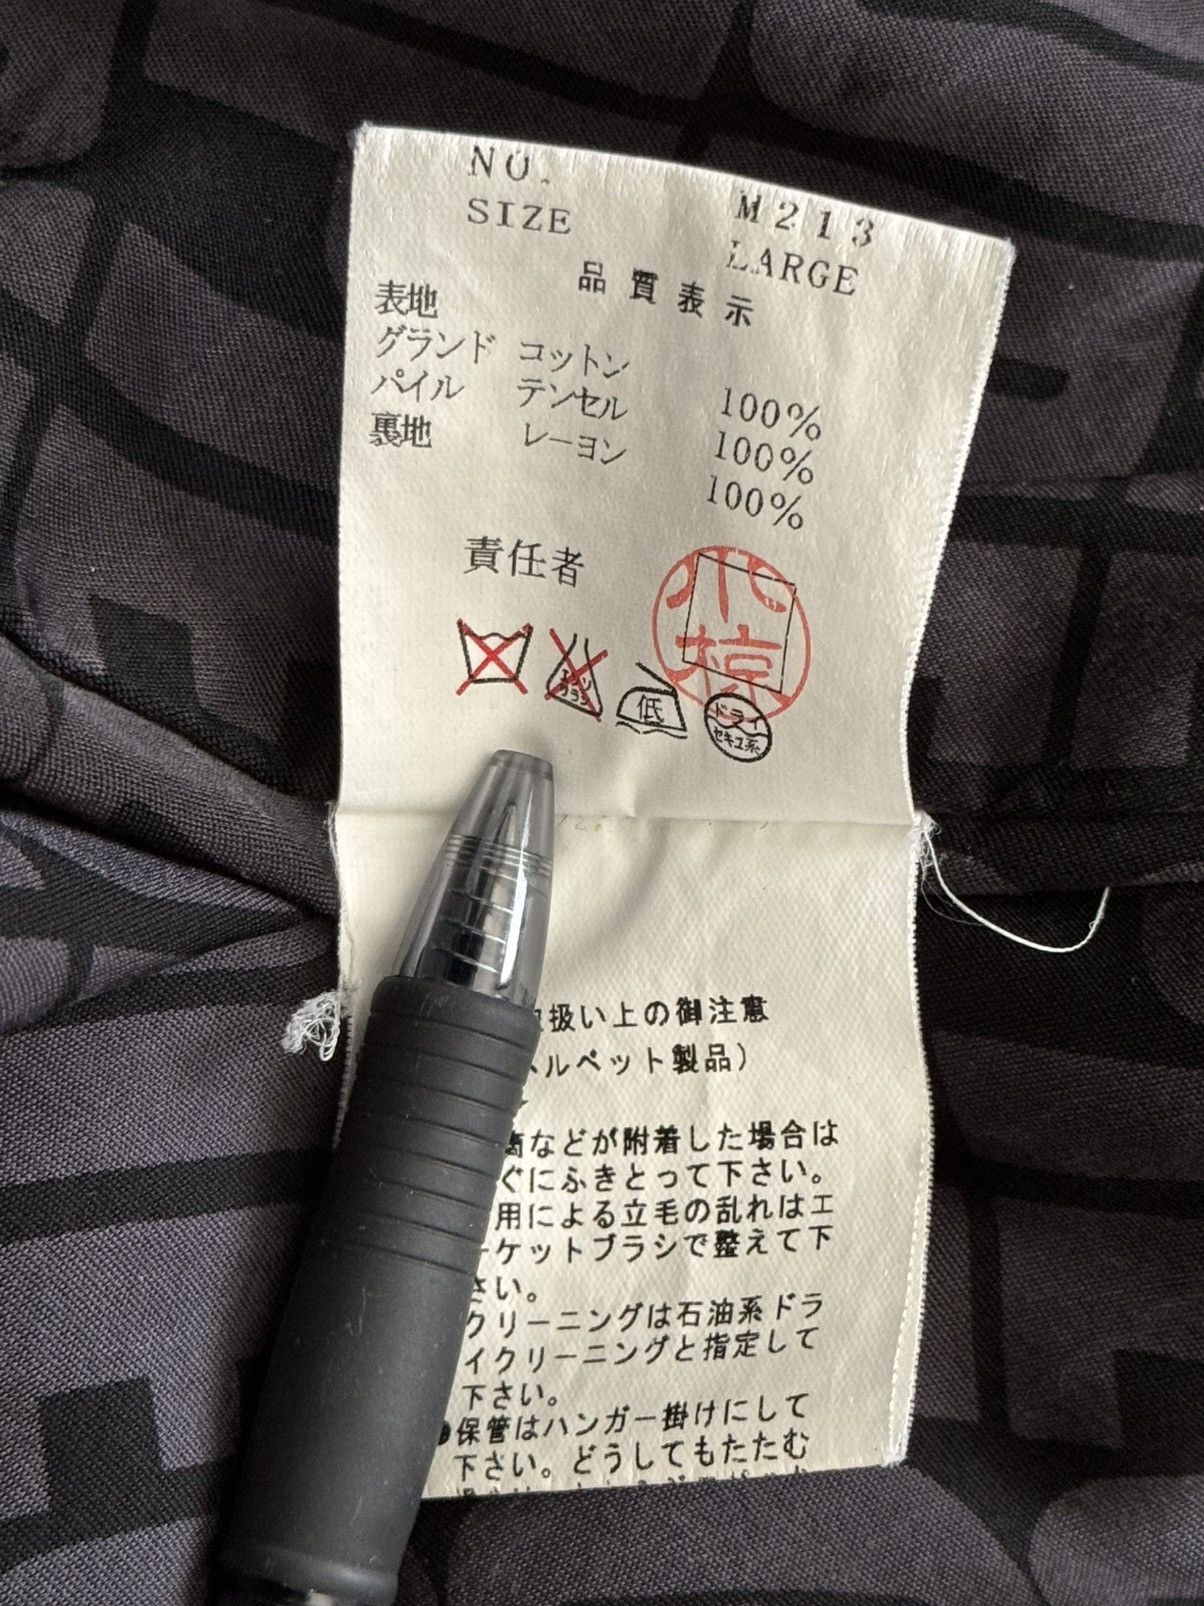 NO. M213
SIZE LARGE
品質表示
表地
グランド コットン 100%
パイル テンセル 100%
裏地 レーヨン 100%
責任者
小椋
エンソ
サラシ
低
ドライ
セキユ系
扱い上の御注意
ルベット製品)
などが附着した場合は
ぐにふきとって下さい。
用による立毛の乱れはエ
ケットブラシで整えて下
さい。
クリーニングは石油系ドラ
イクリーニングと指定して
下さい。
●保管はハンガー掛けにして
下さい。どうしてもたたむ